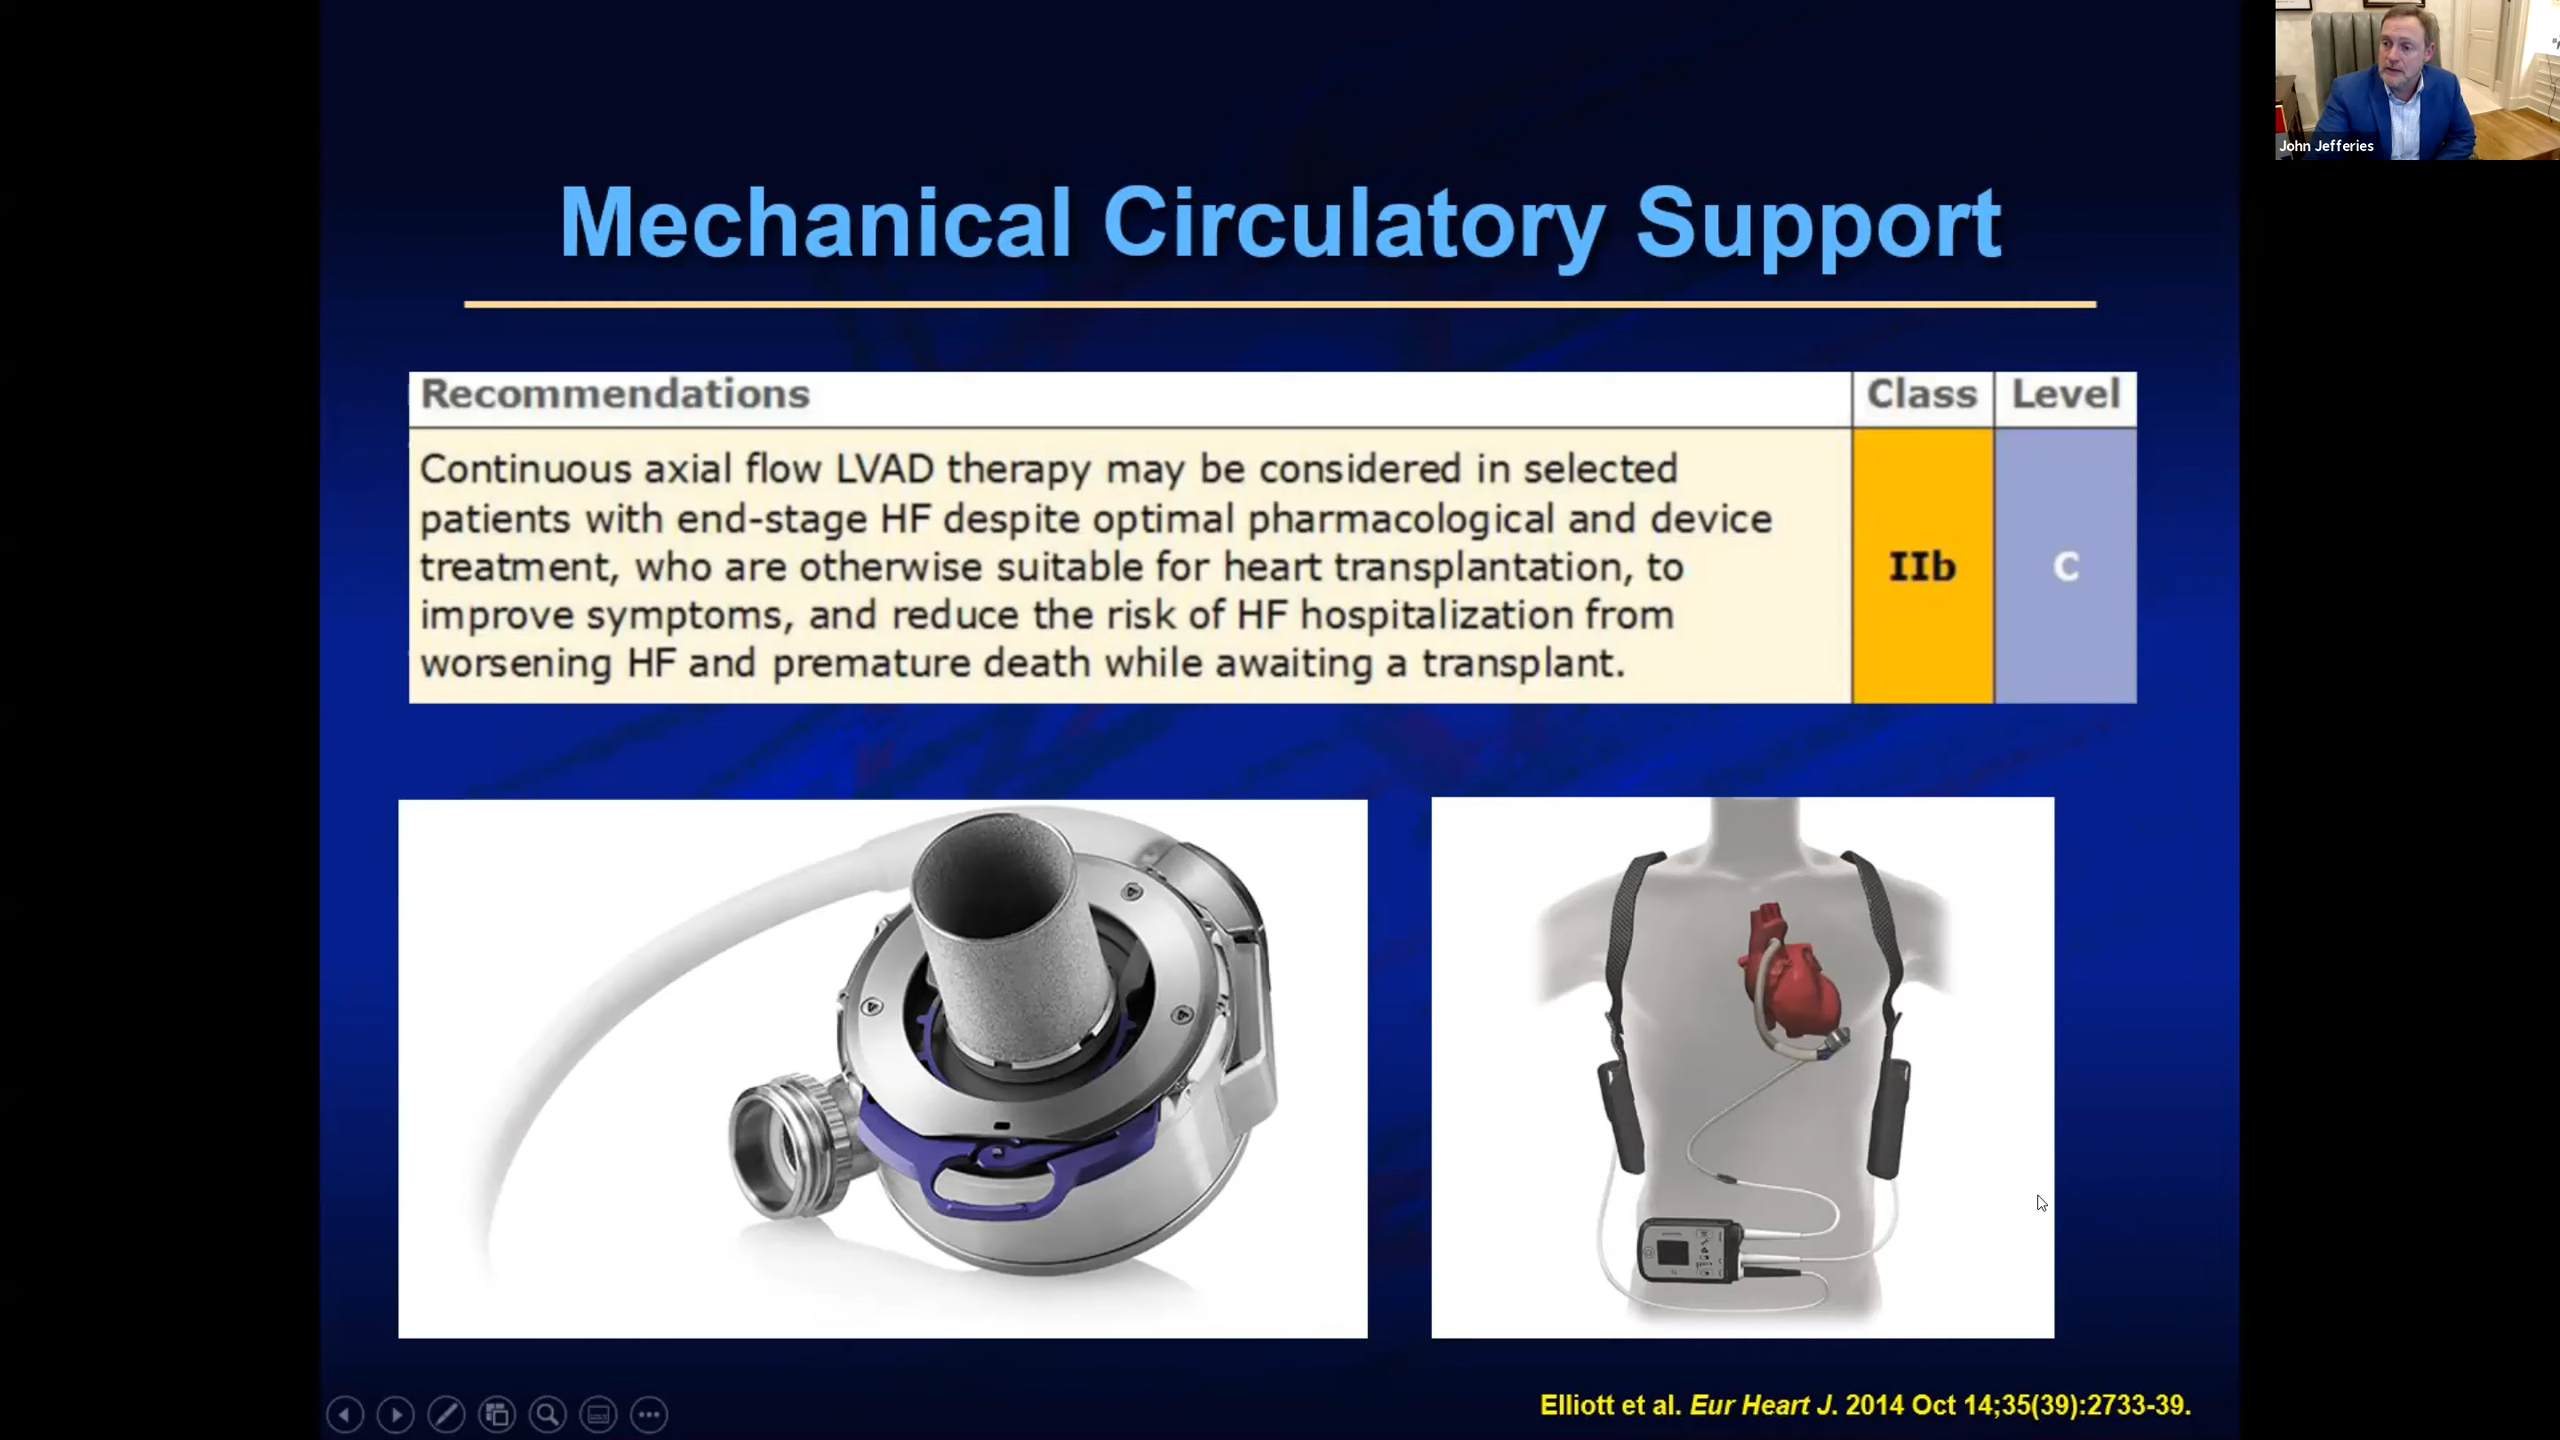 John Jefferies
Mechanical Circulatory Support
Recommendations Class Level
Continuous axial flow LVAD therapy may be considered in selected
patients with end-stage HF despite optimal pharmacological and device
treatment, who are otherwise suitable for heart transplantation, to
improve symptoms, and reduce the risk of HF hospitalization from
worsening HF and premature death while awaiting a transplant.
IIb
C
Elliott et al. Eur Heart J. 2014 Oct 14;35(39):2733-39.